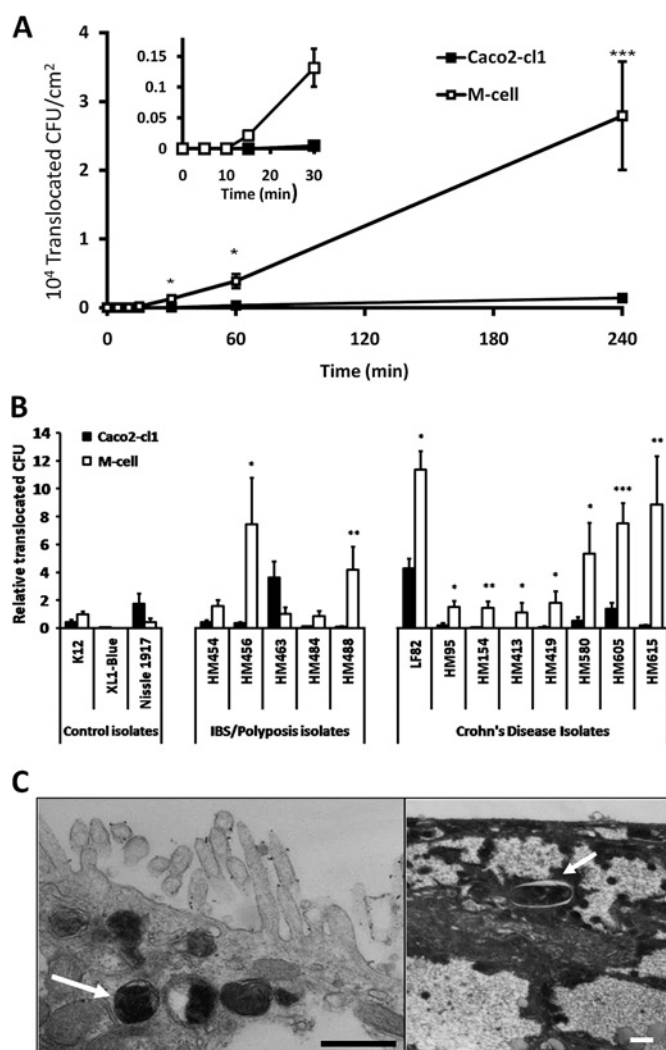 A
10⁴ Translocated CFU/cm²
4
3
2
1
0
0.15
0.1
0.05
0
0 10 20 30
Time (min)
Caco2-cl1
M-cell
*
*
***
0 60 120 180 240
Time (min)
B
Relative translocated CFU
14
12
10
8
6
4
2
0
Caco2-cl1
M-cell
*
**
*
*
**
*
*
*
***
**
K12
XL1-Blue
Nissle 1917
HM454
HM456
HM463
HM484
HM488
LF82
HM95
HM154
HM413
HM419
HM580
HM605
HM615
Control isolates
IBS/Polyposis isolates
Crohn's Disease Isolates
C